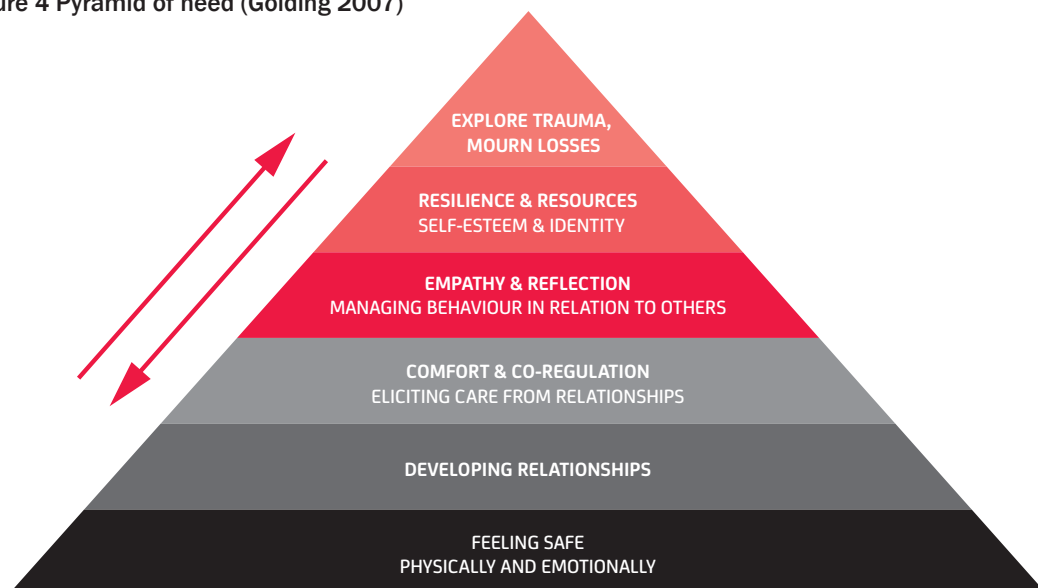 ure 4 Pyramid of need (Golding 2007)
EXPLORE TRAUMA,
MOURN LOSSES
RESILIENCE & RESOURCES
SELF-ESTEEM & IDENTITY
EMPATHY & REFLECTION
MANAGING BEHAVIOUR IN RELATION TO OTHERS
COMFORT & CO-REGULATION
ELICITING CARE FROM RELATIONSHIPS
DEVELOPING RELATIONSHIPS
FEELING SAFE
PHYSICALLY AND EMOTIONALLY